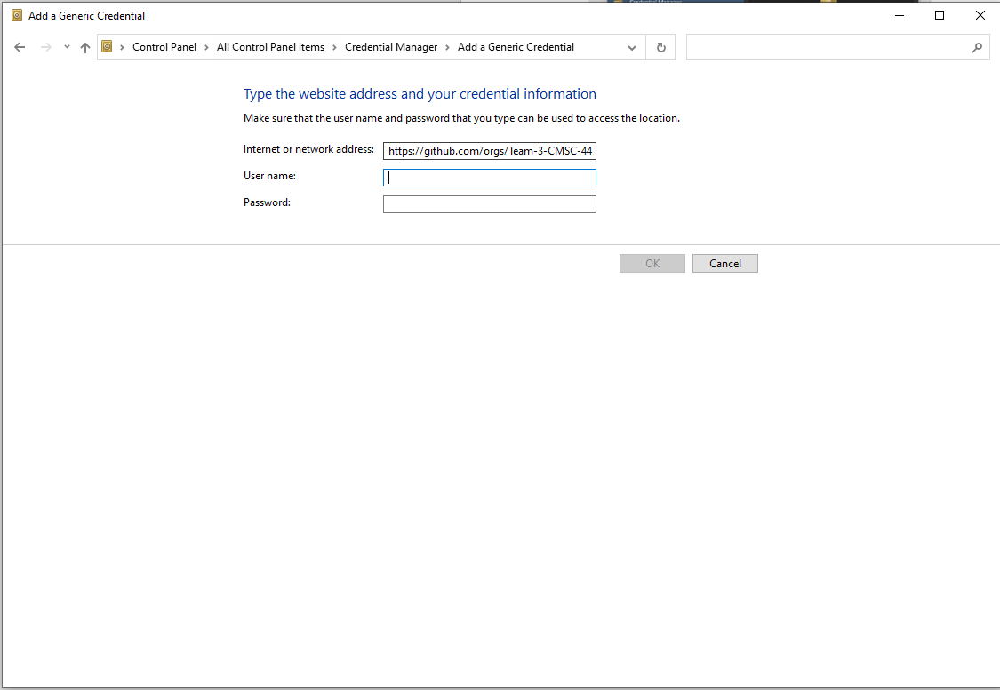 Add a Generic Credential
Control Panel > All Control Panel Items > Credential Manager > Add a Generic Credential
Type the website address and your credential information
Make sure that the user name and password that you type can be used to access the location.
Internet or network address: https://github.com/orgs/Team-3-CMSC-44
User name:
Password:
OK Cancel